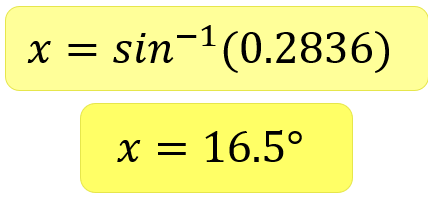 x = sin⁻¹(0.2836)
x = 16.5°